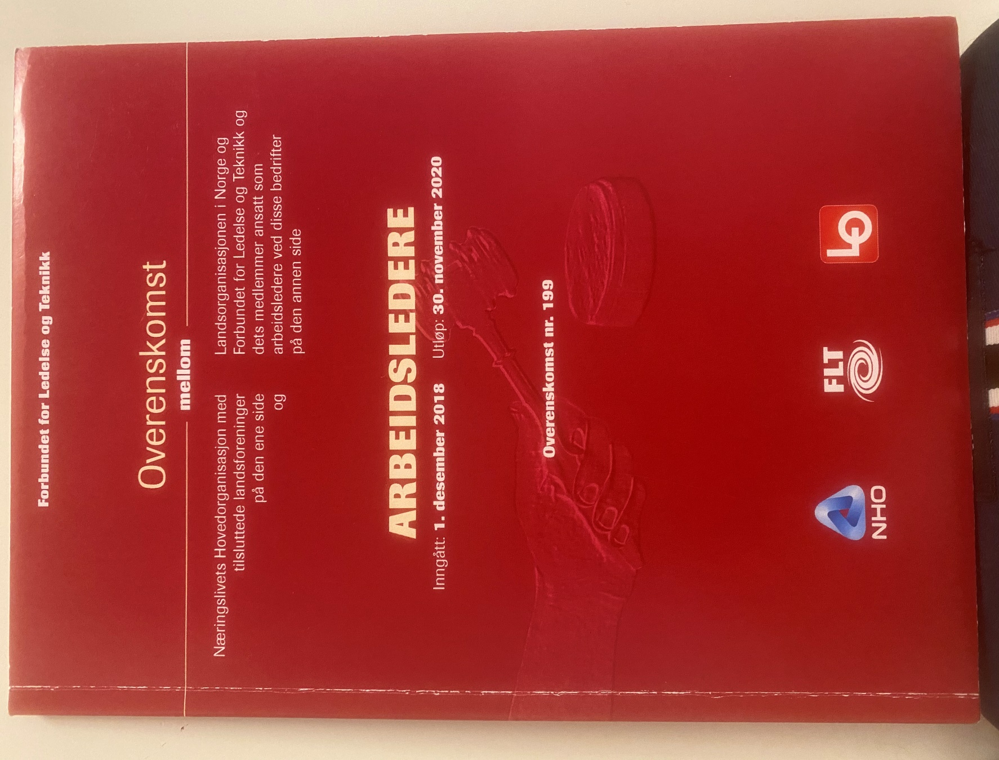 Forbundet for Ledelse og Teknikk
Overenskomst
mellom
Næringslivets Hovedorganisasjon med
tilsluttede landsforeninger
på den ene side
og
Landsorganisasjonen i Norge og
Forbundet for Ledelse og Teknikk og
dets medlemmer ansatt som
arbeidsledere ved disse bedrifter
på den annen side
ARBEIDSLEDERE
Inngått: 1. desember 2018 Utløp: 30. november 2020
Overenskomst nr. 199
NHO
FLT
LO